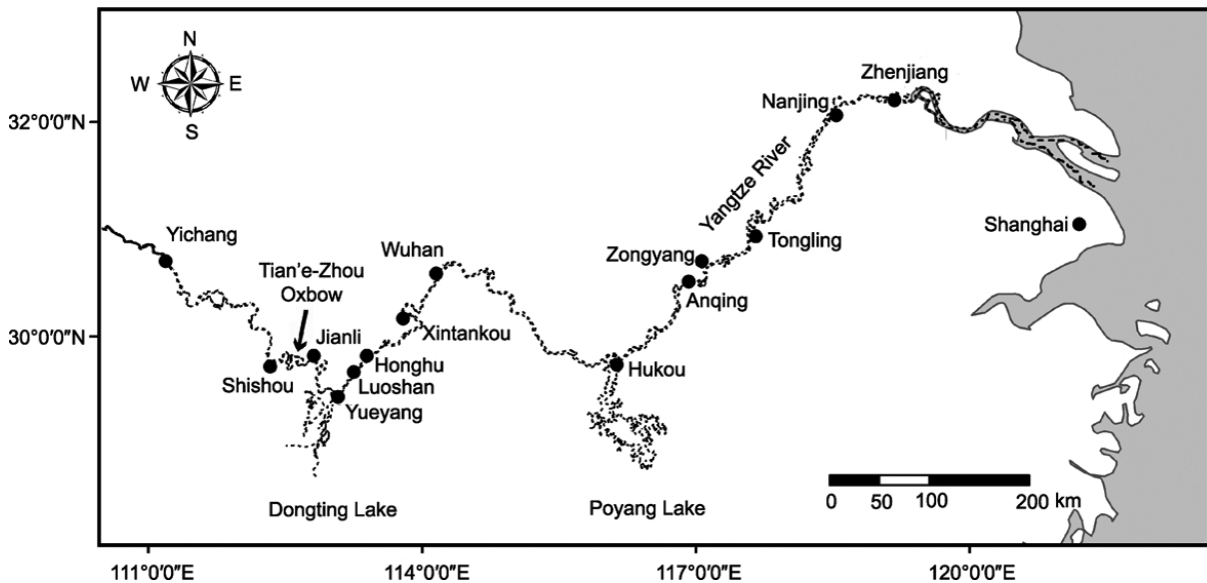 N
W E
S
32°0'0"N
30°0'0"N
Zhenjiang
Nanjing
Yangtze River
Shanghai
Tongling
Zongyang
Anqing
Yichang
Wuhan
Tian'e-Zhou
Oxbow
Jianli
Xintankou
Honghu
Luoshan
Yueyang
Shishou
Hukou
Dongting Lake
Poyang Lake
0 50 100 200 km
111°0'0"E 114°0'0"E 117°0'0"E 120°0'0"E